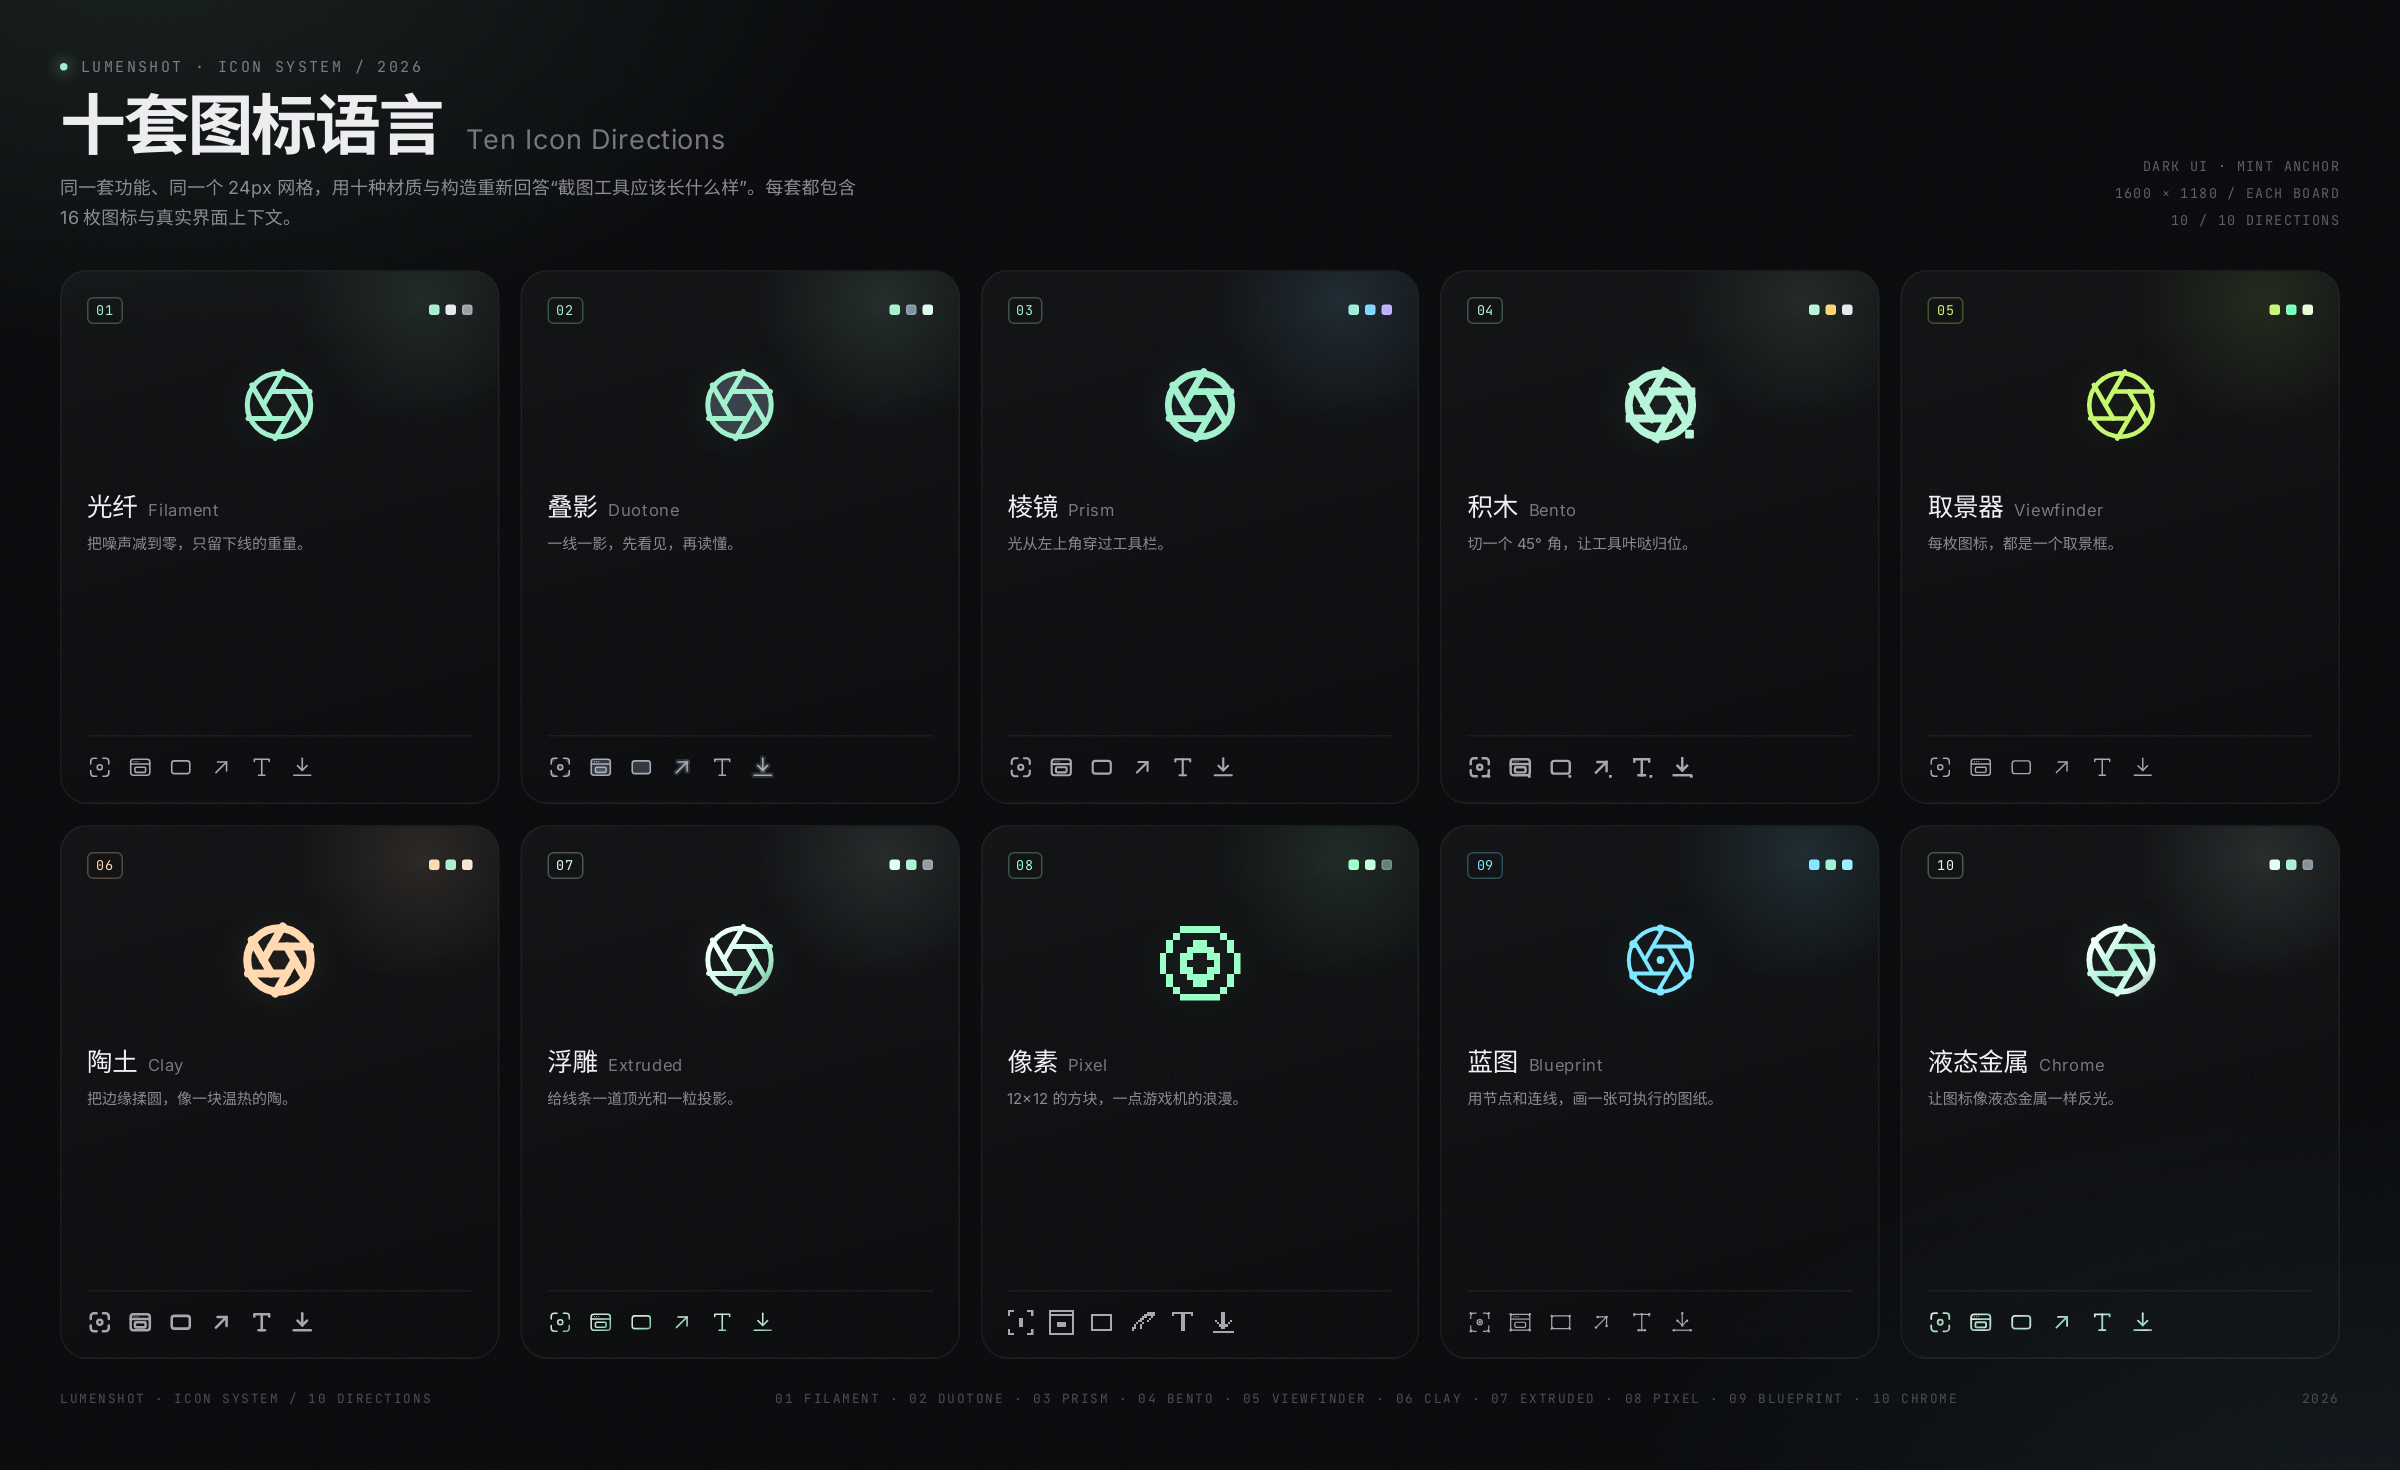 LUMENSHOT · ICON SYSTEM / 2026
十套图标语言 Ten Icon Directions
同一套功能、同一个 24px 网格，用十种材质与构造重新回答“截图工具应该长什么样”。每套都包含
16 枚图标与真实界面上下文。
DARK UI · MINT ANCHOR
1600 × 1180 / EACH BOARD
10 / 10 DIRECTIONS
01
光纤 Filament
把噪声减到零，只留下线的重量。
02
叠影 Duotone
一线一影，先看见，再读懂。
03
棱镜 Prism
光从左上角穿过工具栏。
04
积木 Bento
切一个 45° 角，让工具咔哒归位。
05
取景器 Viewfinder
每枚图标，都是一个取景框。
06
陶土 Clay
把边缘揉圆，像一块温热的陶。
07
浮雕 Extruded
给线条一道顶光和一粒投影。
08
像素 Pixel
12×12 的方块，一点游戏机的浪漫。
09
蓝图 Blueprint
用节点和连线，画一张可执行的图纸。
10
液态金属 Chrome
让图标像液态金属一样反光。
LUMENSHOT · ICON SYSTEM / 10 DIRECTIONS
01 FILAMENT · 02 DUOTONE · 03 PRISM · 04 BENTO · 05 VIEWFINDER · 06 CLAY · 07 EXTRUDED · 08 PIXEL · 09 BLUEPRINT · 10 CHROME
2026